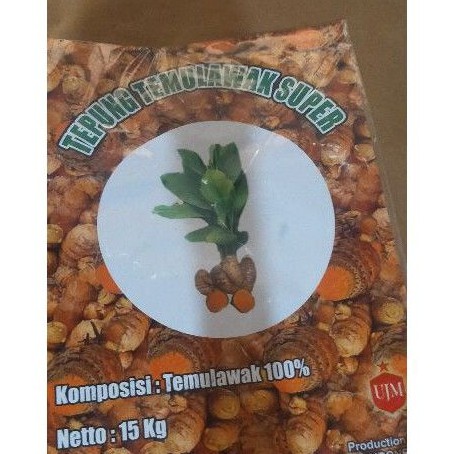 TEPUNG TEMULAWAK SUPER
Komposisi : Temulawak 100%
Netto : 15 Kg
UJM
Production